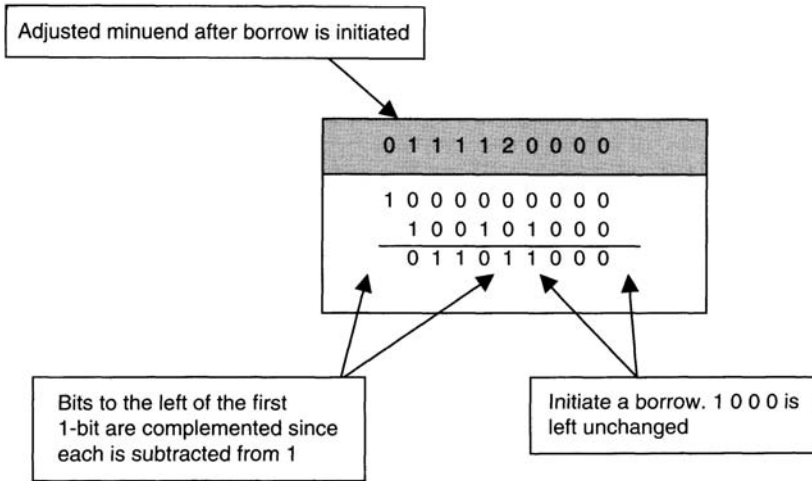 Adjusted minuend after borrow is initiated
0 1 1 1 1 2 0 0 0 0
1 0 0 0 0 0 0 0 0 0
1 0 0 1 0 1 0 0 0
0 1 1 0 1 1 0 0 0
Bits to the left of the first
1-bit are complemented since
each is subtracted from 1
Initiate a borrow. 1 0 0 0 is
left unchanged